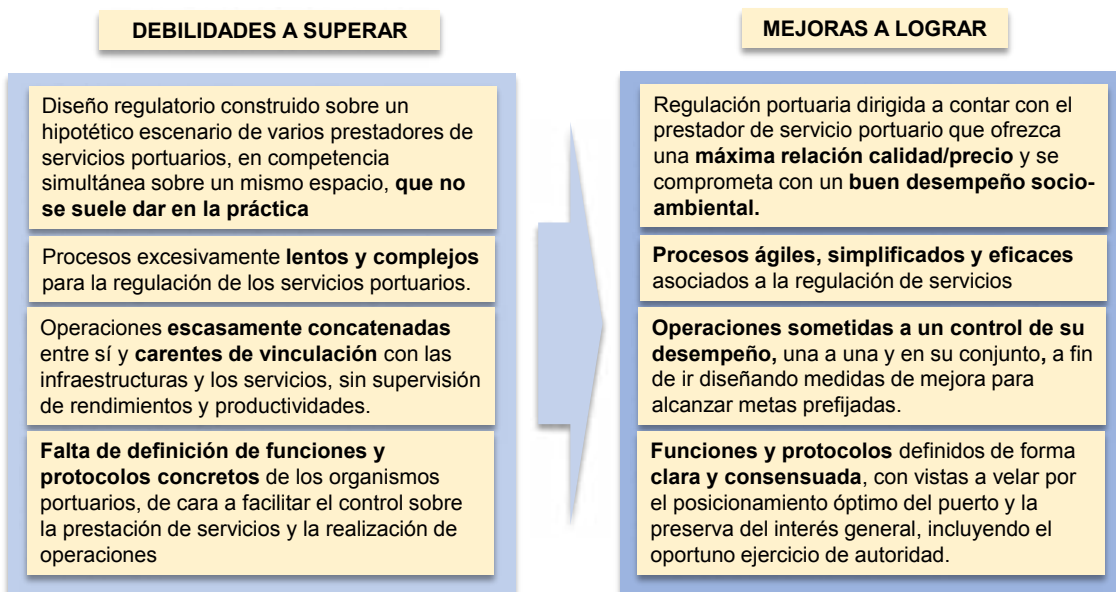 DEBILIDADES A SUPERAR
Diseño regulatorio construido sobre un
hipotético escenario de varios prestadores de
servicios portuarios, en competencia
simultánea sobre un mismo espacio, que no
se suele dar en la práctica
Procesos excesivamente lentos y complejos
para la regulación de los servicios portuarios.
Operaciones escasamente concatenadas
entre sí y carentes de vinculación con las
infraestructuras y los servicios, sin supervisión
de rendimientos y productividades.
Falta de definición de funciones y
protocolos concretos de los organismos
portuarios, de cara a facilitar el control sobre
la prestación de servicios y la realización de
operaciones
MEJORAS A LOGRAR
Regulación portuaria dirigida a contar con el
prestador de servicio portuario que ofrezca
una máxima relación calidad/precio y se
comprometa con un buen desempeño socio-
ambiental.
Procesos ágiles, simplificados y eficaces
asociados a la regulación de servicios
Operaciones sometidas a un control de su
desempeño, una a una y en su conjunto, a fin
de ir diseñando medidas de mejora para
alcanzar metas prefijadas.
Funciones y protocolos definidos de forma
clara y consensuada, con vistas a velar por
el posicionamiento óptimo del puerto y la
preserva del interés general, incluyendo el
oportuno ejercicio de autoridad.